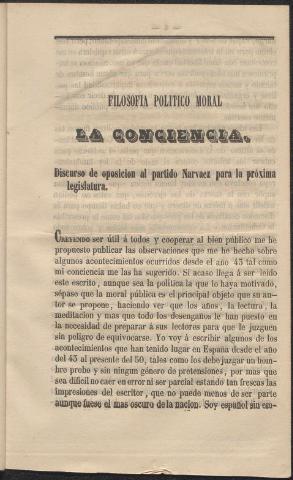 FILOSOFIA POLITICO MORAL
LA CONCIENCIA.
Discurso de oposicion al partido Narvaez para la próxima
legislatura.
CREYENDO ser útil á todos y cooperar al bien público me he
propuesto publicar las observaciones que me he hecho sobre
algunos acontecimientos ocurridos desde el año 43 tal como
mi conciencia me las ha sugerido. Si acaso llega á ser leido
este escrito, aunque sea la politica la que lo haya motivado,
sépase que la moral pública es el principal objeto que su au-
tor se propone, haciendo ver que los años, la lectura, la
meditacion y mas que todo los desengaños le han puesto en
la necesidad de preparár á sus lectores para que le juzguen
sin peligro de equivocarse. Yo voy á escribir algunos de los
acontecimientos que han tenido lugar en España desde el año
del 43 al presente del 50, tales como los debe juzgar un hom-
bre probo y sin ningun género de pretensiones, por mas que
sea dificil no caer en error ni ser parcial estando tan frescas las
impresiones del escritor, que no puedo menos de ser parte
aunque fuese el mas oscuro de la nacion. Soy español sin em-